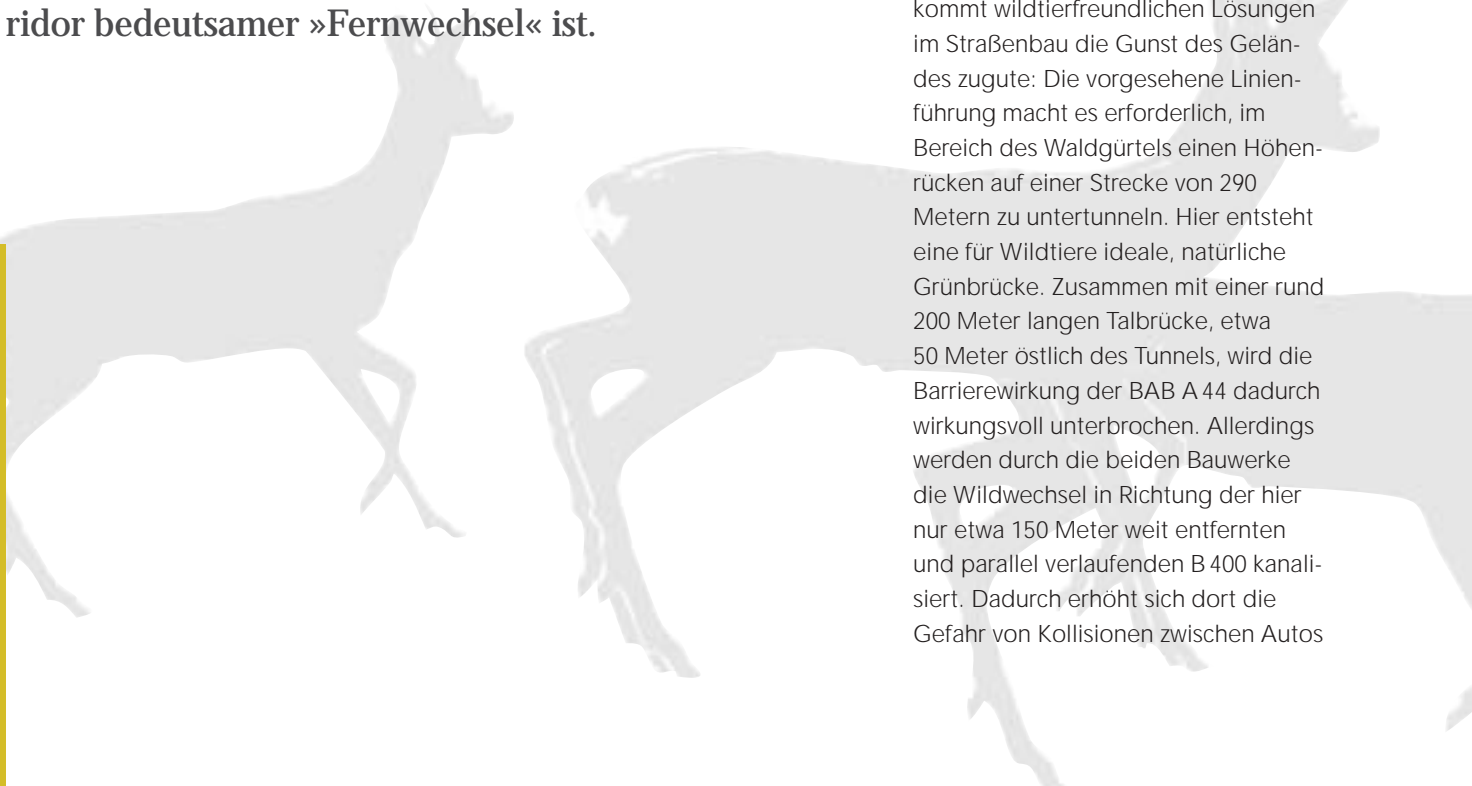 ridor bedeutsamer »Fernwechsel« ist.
kommt wildtierfreundlichen Lösungen
im Straßenbau die Gunst des Gelän-
des zugute: Die vorgesehene Linien-
führung macht es erforderlich, im
Bereich des Waldgürtels einen Höhen-
rücken auf einer Strecke von 290
Metern zu untertunneln. Hier entsteht
eine für Wildtiere ideale, natürliche
Grünbrücke. Zusammen mit einer rund
200 Meter langen Talbrücke, etwa
50 Meter östlich des Tunnels, wird die
Barrierewirkung der BAB A 44 dadurch
wirkungsvoll unterbrochen. Allerdings
werden durch die beiden Bauwerke
die Wildwechsel in Richtung der hier
nur etwa 150 Meter weit entfernten
und parallel verlaufenden B 400 kanali-
siert. Dadurch erhöht sich dort die
Gefahr von Kollisionen zwischen Autos